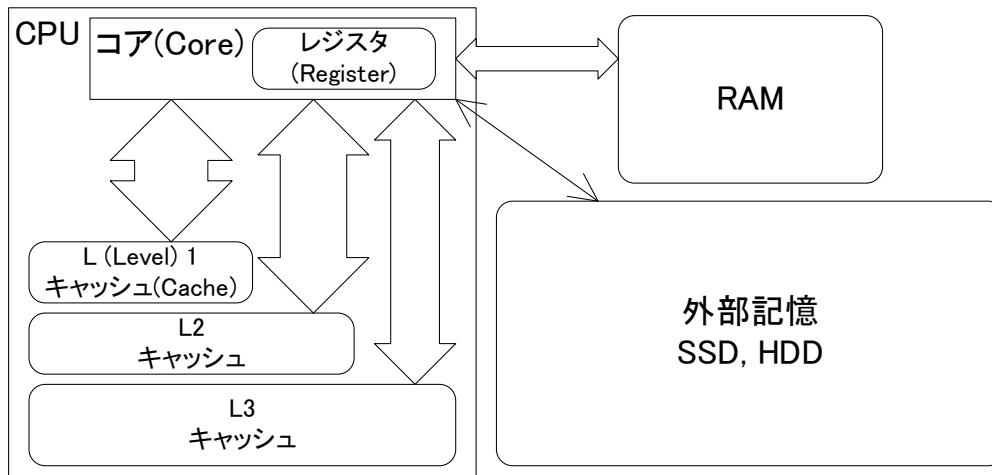 CPU
コア(Core)
レジスタ
(Register)
RAM
L (Level) 1
キャッシュ(Cache)
L2
キャッシュ
L3
キャッシュ
外部記憶
SSD, HDD